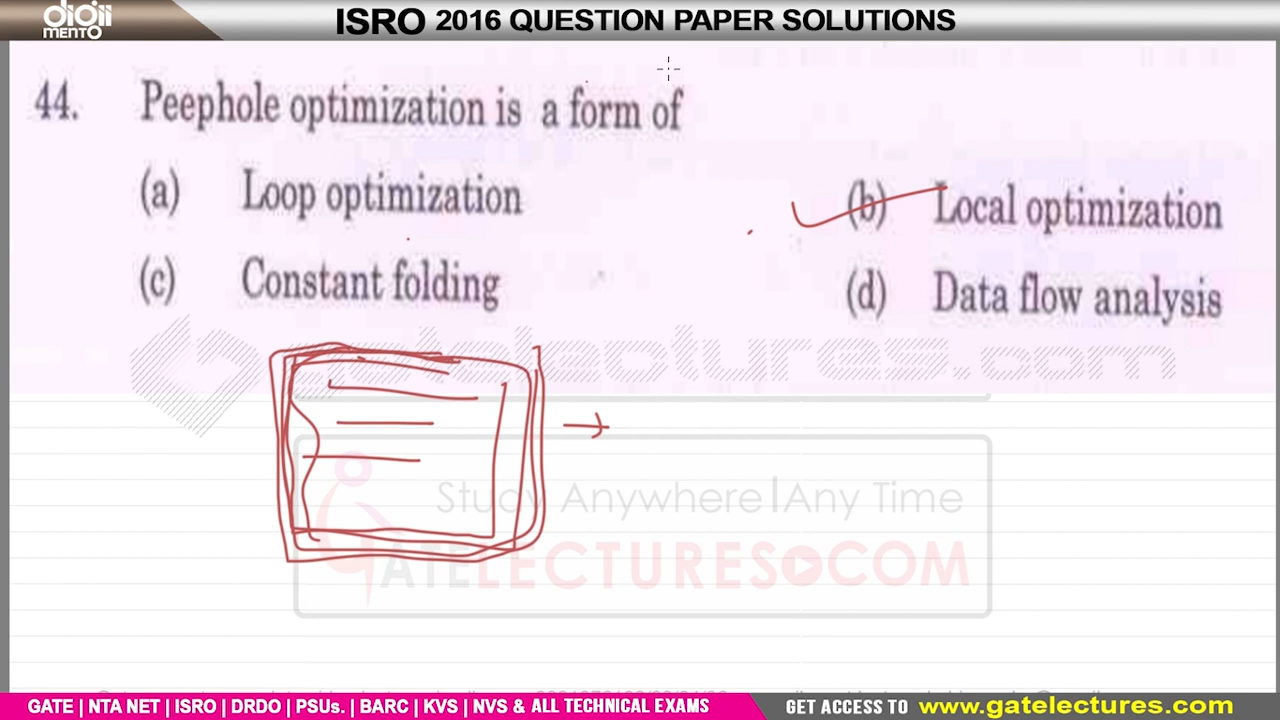 digii
MENTO
ISRO 2016 QUESTION PAPER SOLUTIONS
44. Peephole optimization is a form of
(a) Loop optimization
(b) Local optimization
(c) Constant folding
(d) Data flow analysis
gatelectures.com
Study Anywhere|Any Time
GATELECTURES.COM
GATE | NTA NET | ISRO | DRDO | PSUs. | BARC | KVS | NVS & ALL TECHNICAL EXAMS GET ACCESS TO www.gatelectures.com